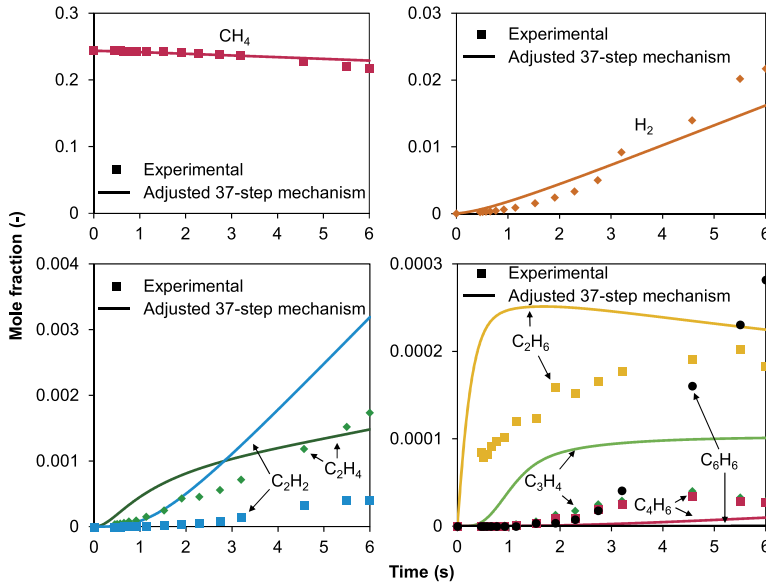 0.3
0.2
0.1
0
CH4
Experimental
Adjusted 37-step mechanism
0 1 2 3 4 5 6
0.03
0.02
0.01
0
Experimental
Adjusted 37-step mechanism
H2
0 1 2 3 4 5 6
Mole fraction (-)
0.004
0.003
0.002
0.001
0
Experimental
Adjusted 37-step mechanism
C2H2
C2H4
0 1 2 3 4 5 6
0.0003
0.0002
0.0001
0
Experimental
Adjusted 37-step mechanism
C2H6
C3H4
C6H6
C4H6
0 1 2 3 4 5 6
Time (s)